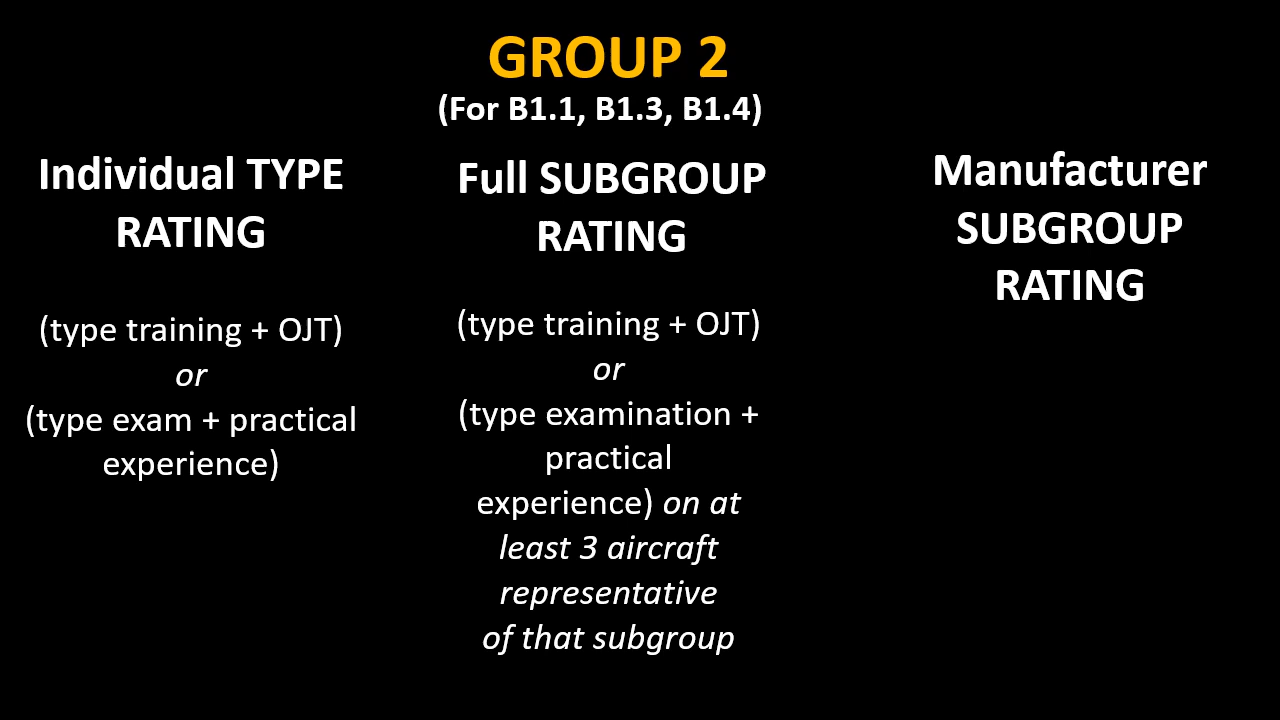 GROUP 2
(For B1.1, B1.3, B1.4)
Individual TYPE
RATING
(type training + OJT)
or
(type exam + practical
experience)
Full SUBGROUP
RATING
(type training + OJT)
or
(type examination +
practical
experience) on at
least 3 aircraft
representative
of that subgroup
Manufacturer
SUBGROUP
RATING